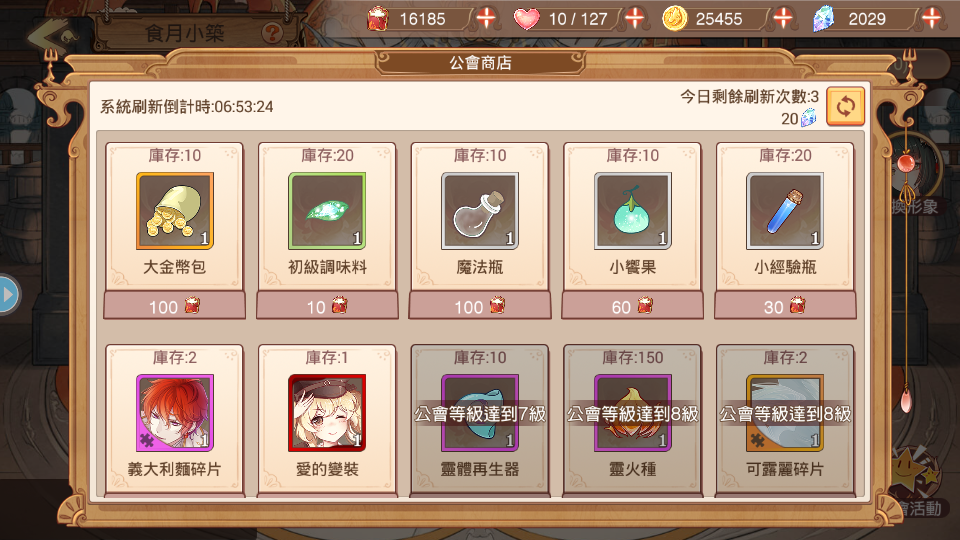 食月小築
?
16185
10 / 127
25455
2029
公會商店
系統刷新倒計時:06:53:24
今日剩餘刷新次數:3
20
庫存:10
庫存:20
庫存:10
庫存:10
庫存:20
1
1
1
1
1
大金幣包
初級調味料
魔法瓶
小饗果
小經驗瓶
100
10
100
60
30
庫存:2
庫存:1
庫存:10
庫存:150
庫存:2
公會等級達到7級
公會等級達到8級
公會等級達到8級
1
1
1
1
1
義大利麵碎片
愛的變裝
靈體再生器
靈火種
可露麗碎片
換形象
會活動